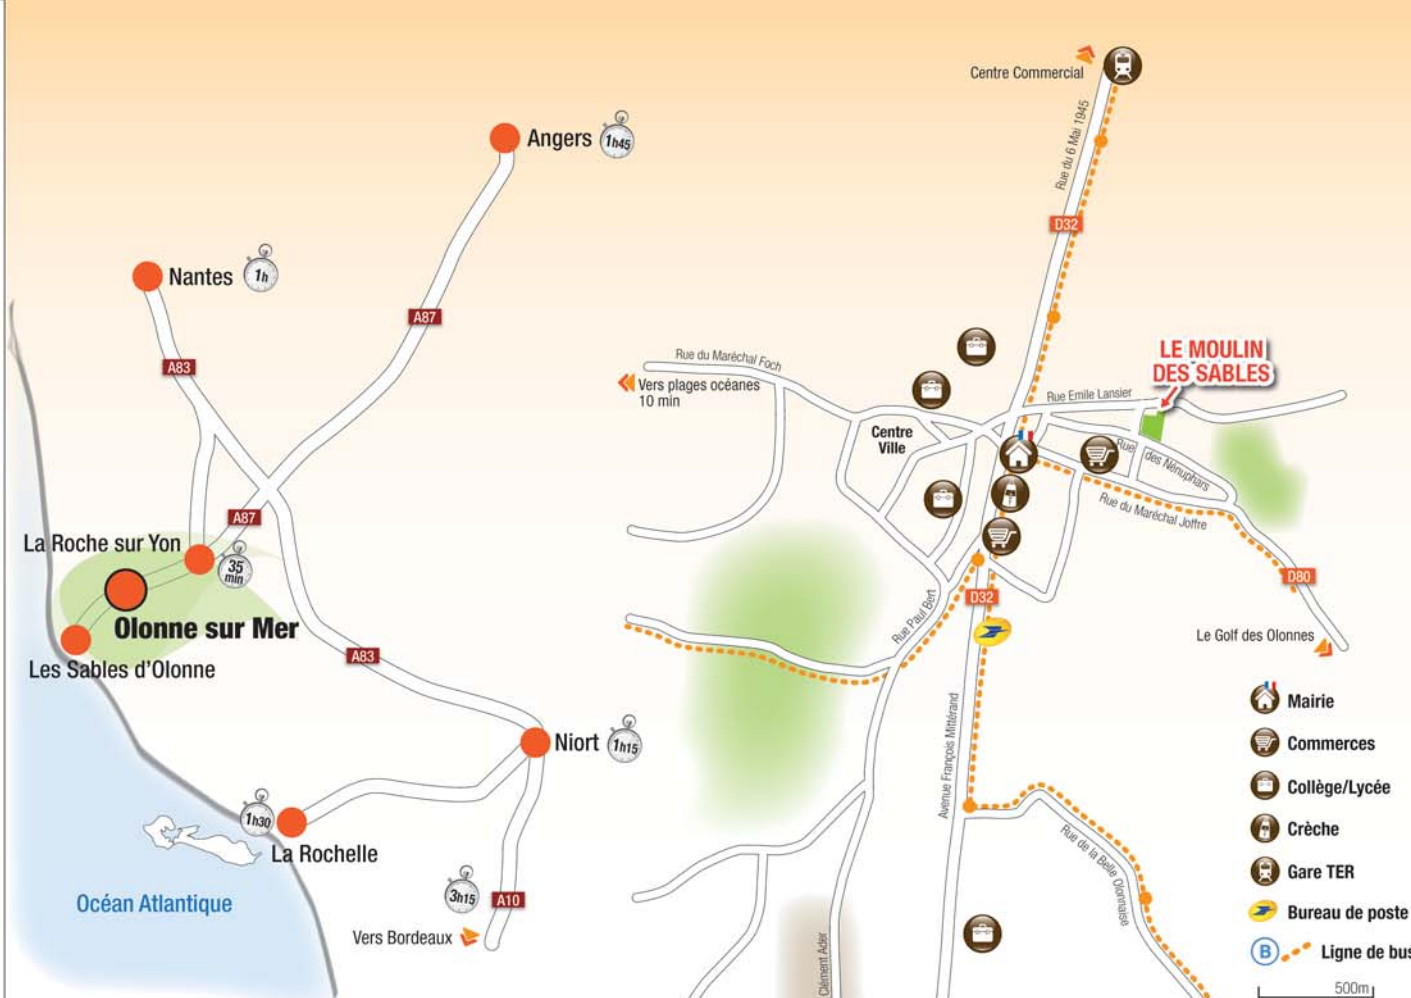 Angers
1h45
Nantes
1h
A87
A83
A87
La Roche sur Yon
35
min
Olonne sur Mer
Les Sables d'Olonne
A83
Niort
1h15
1h30
La Rochelle
Océan Atlantique
3h15
A10
Vers Bordeaux
Centre Commercial
Rue du 6 Mai 1945
D32
Rue du Maréchal Foch
Vers plages océanes
10 min
LE MOULIN
DES SABLES
Rue Emile Lansier
Centre
Ville
Rue des Nénuphars
Rue du Maréchal Joffre
D80
D32
Rue Paul Bert
Le Golf des Olonnes
Avenue François Mittérand
Rue de la Belle Olonnaise
Clément Ader
Mairie
Commerces
Collège/Lycée
Crèche
Gare TER
Bureau de poste
B Ligne de bus
500m